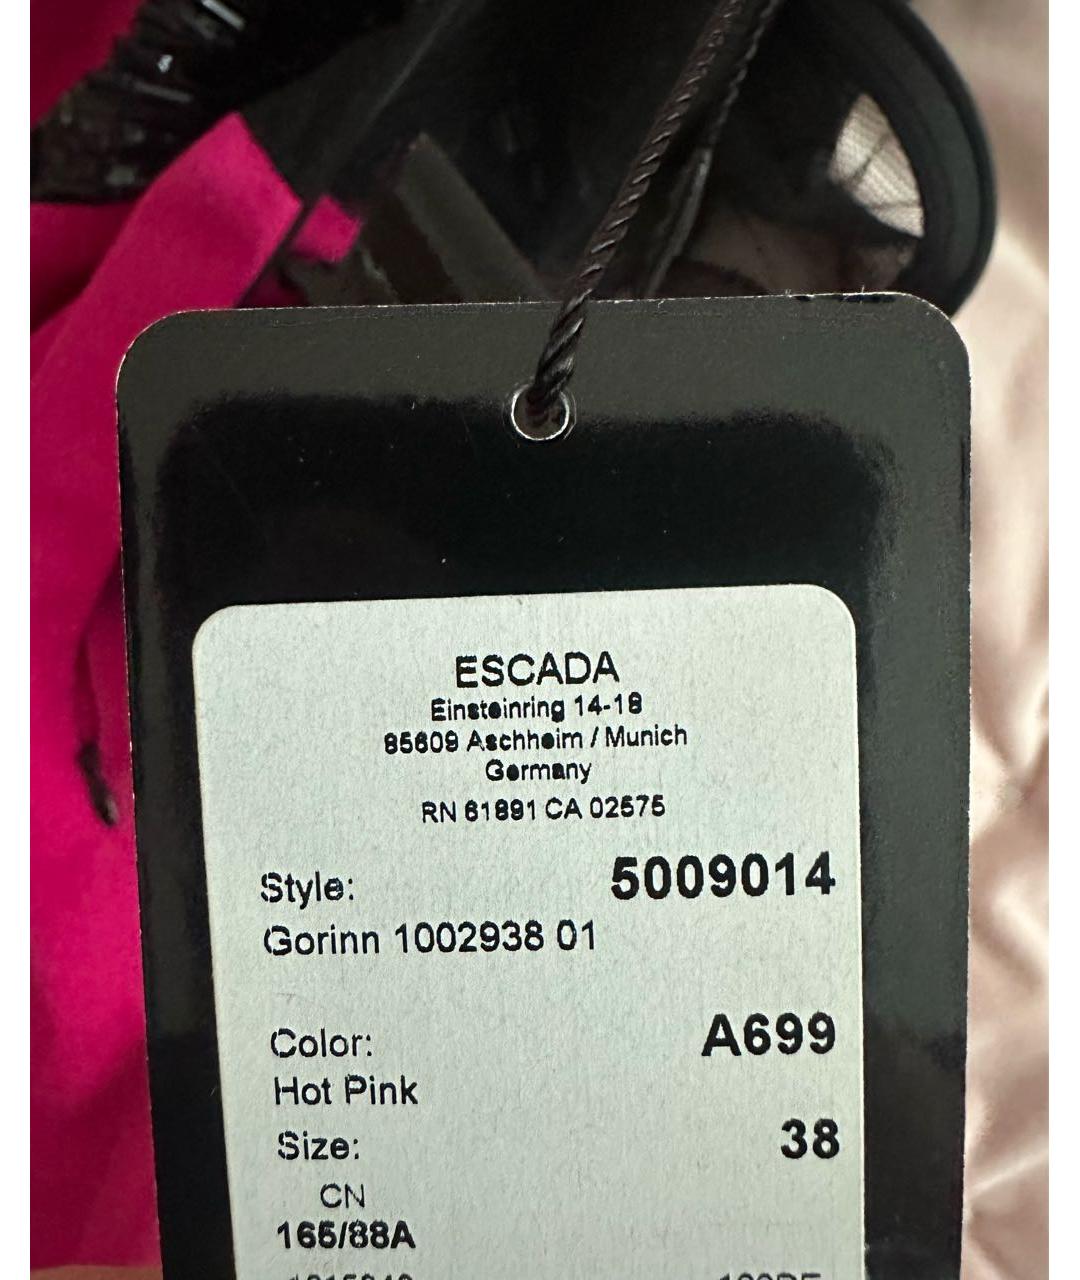 ESCADA
Einsteinring 14-18
85609 Aschheim / Munich
Germany
RN 61891 CA 02575
Style: 5009014
Gorinn 1002938 01
Color: A699
Hot Pink
Size: 38
CN
165/88A